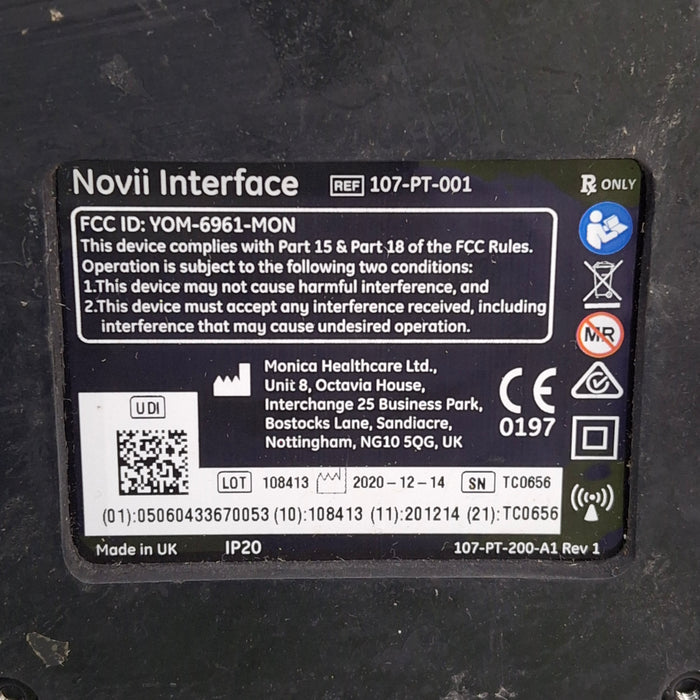 Novii Interface REF 107-PT-001 ℞ ONLY
FCC ID: YOM-6961-MON
This device complies with Part 15 & Part 18 of the FCC Rules.
Operation is subject to the following two conditions:
1.This device may not cause harmful interference, and
2.This device must accept any interference received, including
interference that may cause undesired operation.
MR
Monica Healthcare Ltd.,
Unit 8, Octavia House,
Interchange 25 Business Park,
Bostocks Lane, Sandiacre,
Nottingham, NG10 5QG, UK
CE
0197
UDI
LOT 108413 2020-12-14 SN TC0656
(01):05060433670053 (10):108413 (11):201214 (21):TC0656
Made in UK IP20 107-PT-200-A1 Rev 1